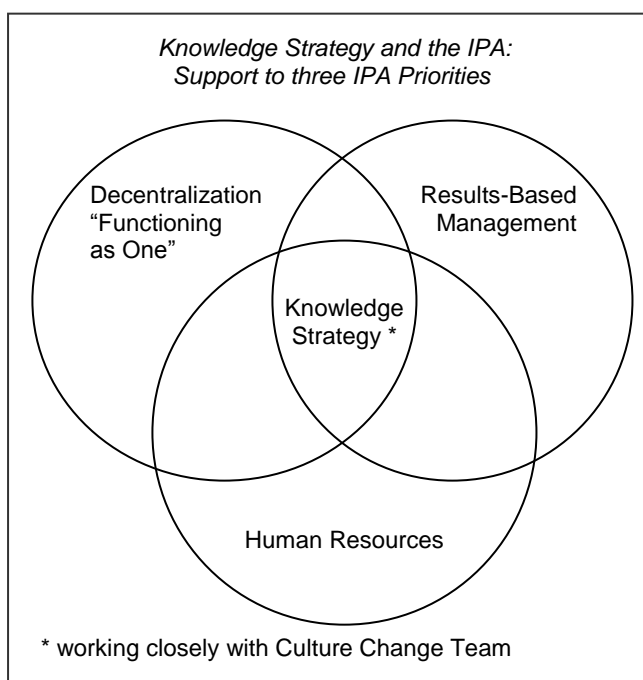 Knowledge Strategy and the IPA:
Support to three IPA Priorities
Decentralization
“Functioning
as One”
Results-Based
Management
Knowledge
Strategy *
Human Resources
* working closely with Culture Change Team